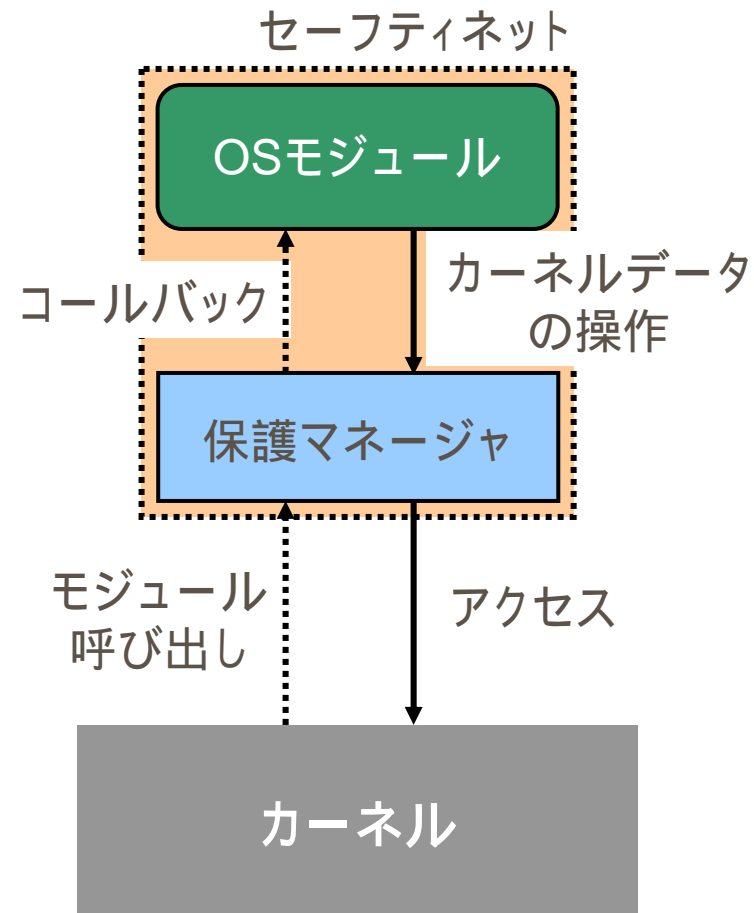 セーフティネット
OSモジュール
コールバック
カーネルデータ
の操作
保護マネージャ
モジュール
呼び出し
アクセス
カーネル